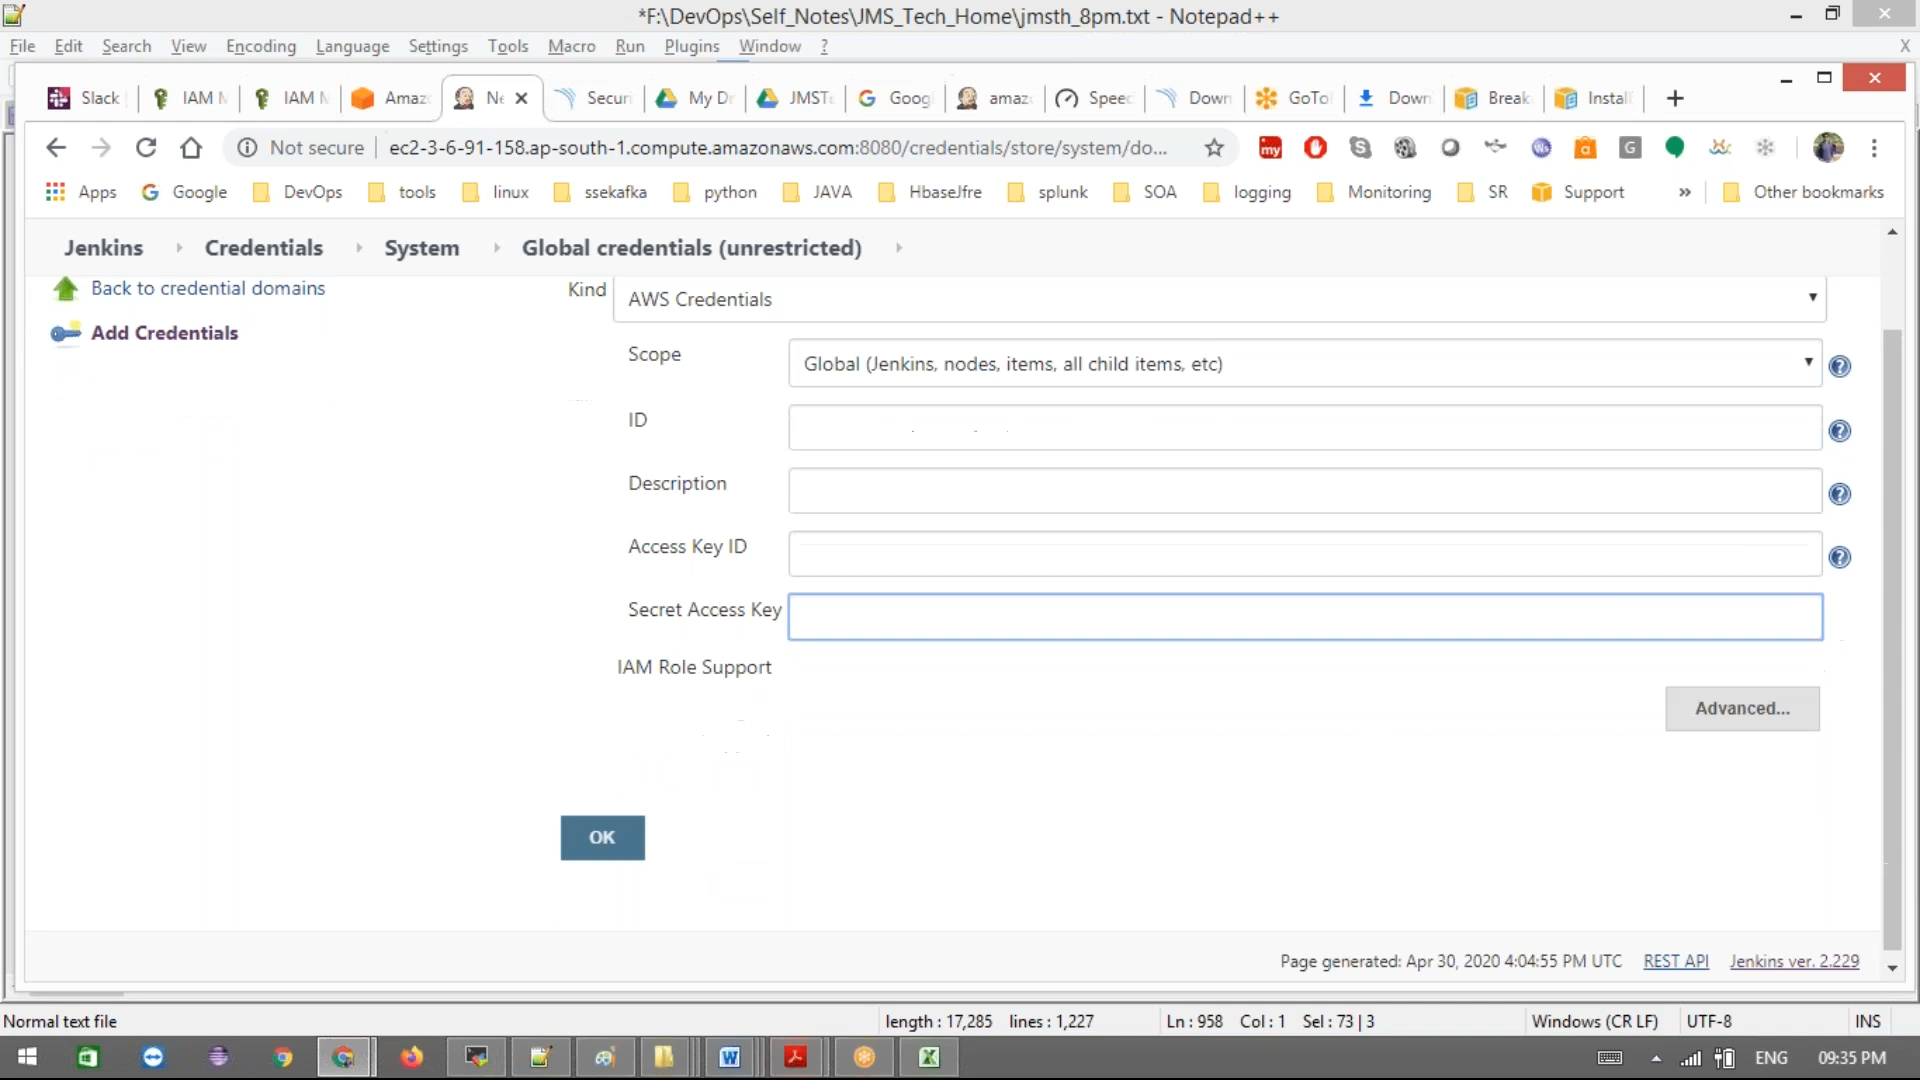 *F:\DevOps\Self_Notes\JMS_Tech_Home\jmsth_8pm.txt - Notepad++
File Edit Search View Encoding Language Settings Tools Macro Run Plugins Window ? X
Slack IAM M IAM M Amaz Ne Secur My Dr JMST Goog amaz Speed Down GoTo Down Break Install
Not secure ec2-3-6-91-158.ap-south-1.compute.amazonaws.com:8080/credentials/store/system/do...
Apps Google DevOps tools linux ssekafka python JAVA HbaseJfre splunk SOA logging Monitoring SR Support » Other bookmarks
Jenkins Credentials System Global credentials (unrestricted)
Back to credential domains
Add Credentials
Kind AWS Credentials
Scope Global (Jenkins, nodes, items, all child items, etc)
ID
Description
Access Key ID
Secret Access Key
IAM Role Support
Advanced...
OK
Page generated: Apr 30, 2020 4:04:55 PM UTC REST API Jenkins ver. 2.229
Normal text file length : 17,285 lines : 1,227 Ln : 958 Col : 1 Sel : 73 | 3 Windows (CR LF) UTF-8 INS
ENG 09:35 PM